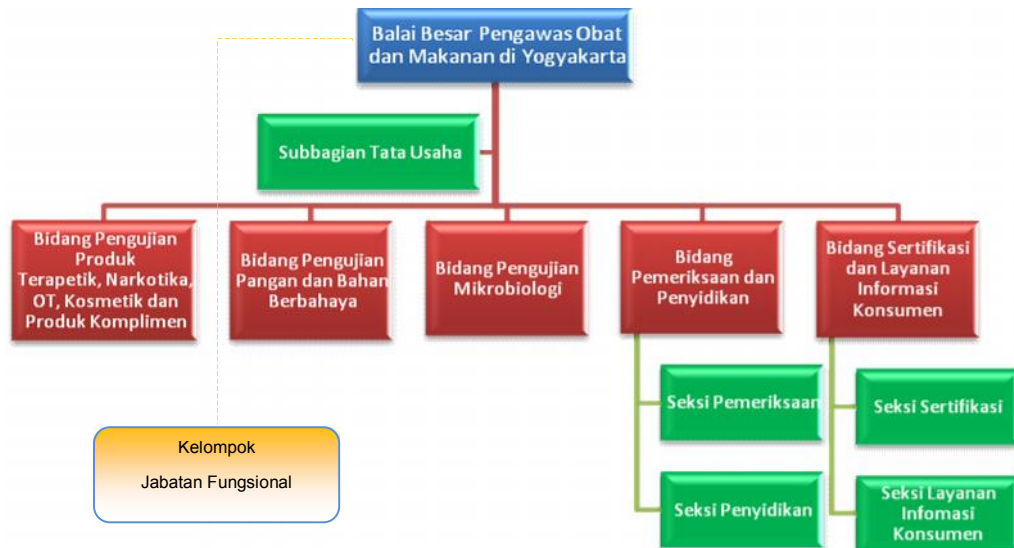 Balai Besar Pengawas Obat
dan Makanan di Yogyakarta
Subbagian Tata Usaha
Bidang Pengujian
Produk
Terapetik, Narkotika,
OT, Kosmetik dan
Produk Komplimen
Bidang Pengujian
Pangan dan Bahan
Berbahaya
Bidang Pengujian
Mikrobiologi
Bidang
Pemeriksaan dan
Penyidikan
Bidang Sertifikasi
dan Layanan
Informasi
Konsumen
Seksi Pemeriksaan
Seksi Sertifikasi
Kelompok
Jabatan Fungsional
Seksi Penyidikan
Seksi Layanan
Infomasi
Konsumen